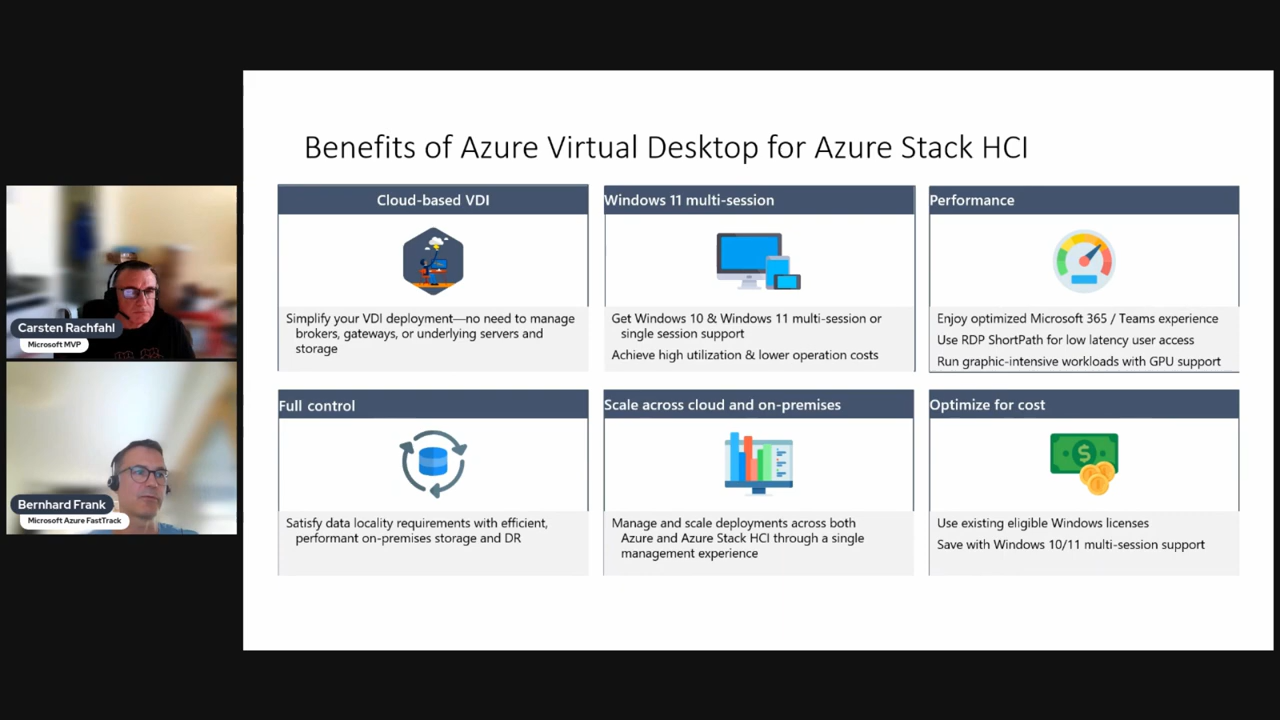 Benefits of Azure Virtual Desktop for Azure Stack HCI
Cloud-based VDI
Simplify your VDI deployment—no need to manage
brokers, gateways, or underlying servers and
storage
Windows 11 multi-session
Get Windows 10 & Windows 11 multi-session or
single session support
Achieve high utilization & lower operation costs
Performance
Enjoy optimized Microsoft 365 / Teams experience
Use RDP ShortPath for low latency user access
Run graphic-intensive workloads with GPU support
Full control
Satisfy data locality requirements with efficient,
performant on-premises storage and DR
Scale across cloud and on-premises
Manage and scale deployments across both
Azure and Azure Stack HCI through a single
management experience
Optimize for cost
Use existing eligible Windows licenses
Save with Windows 10/11 multi-session support
Carsten Rachfahl
Microsoft MVP
Bernhard Frank
Microsoft Azure FastTrack